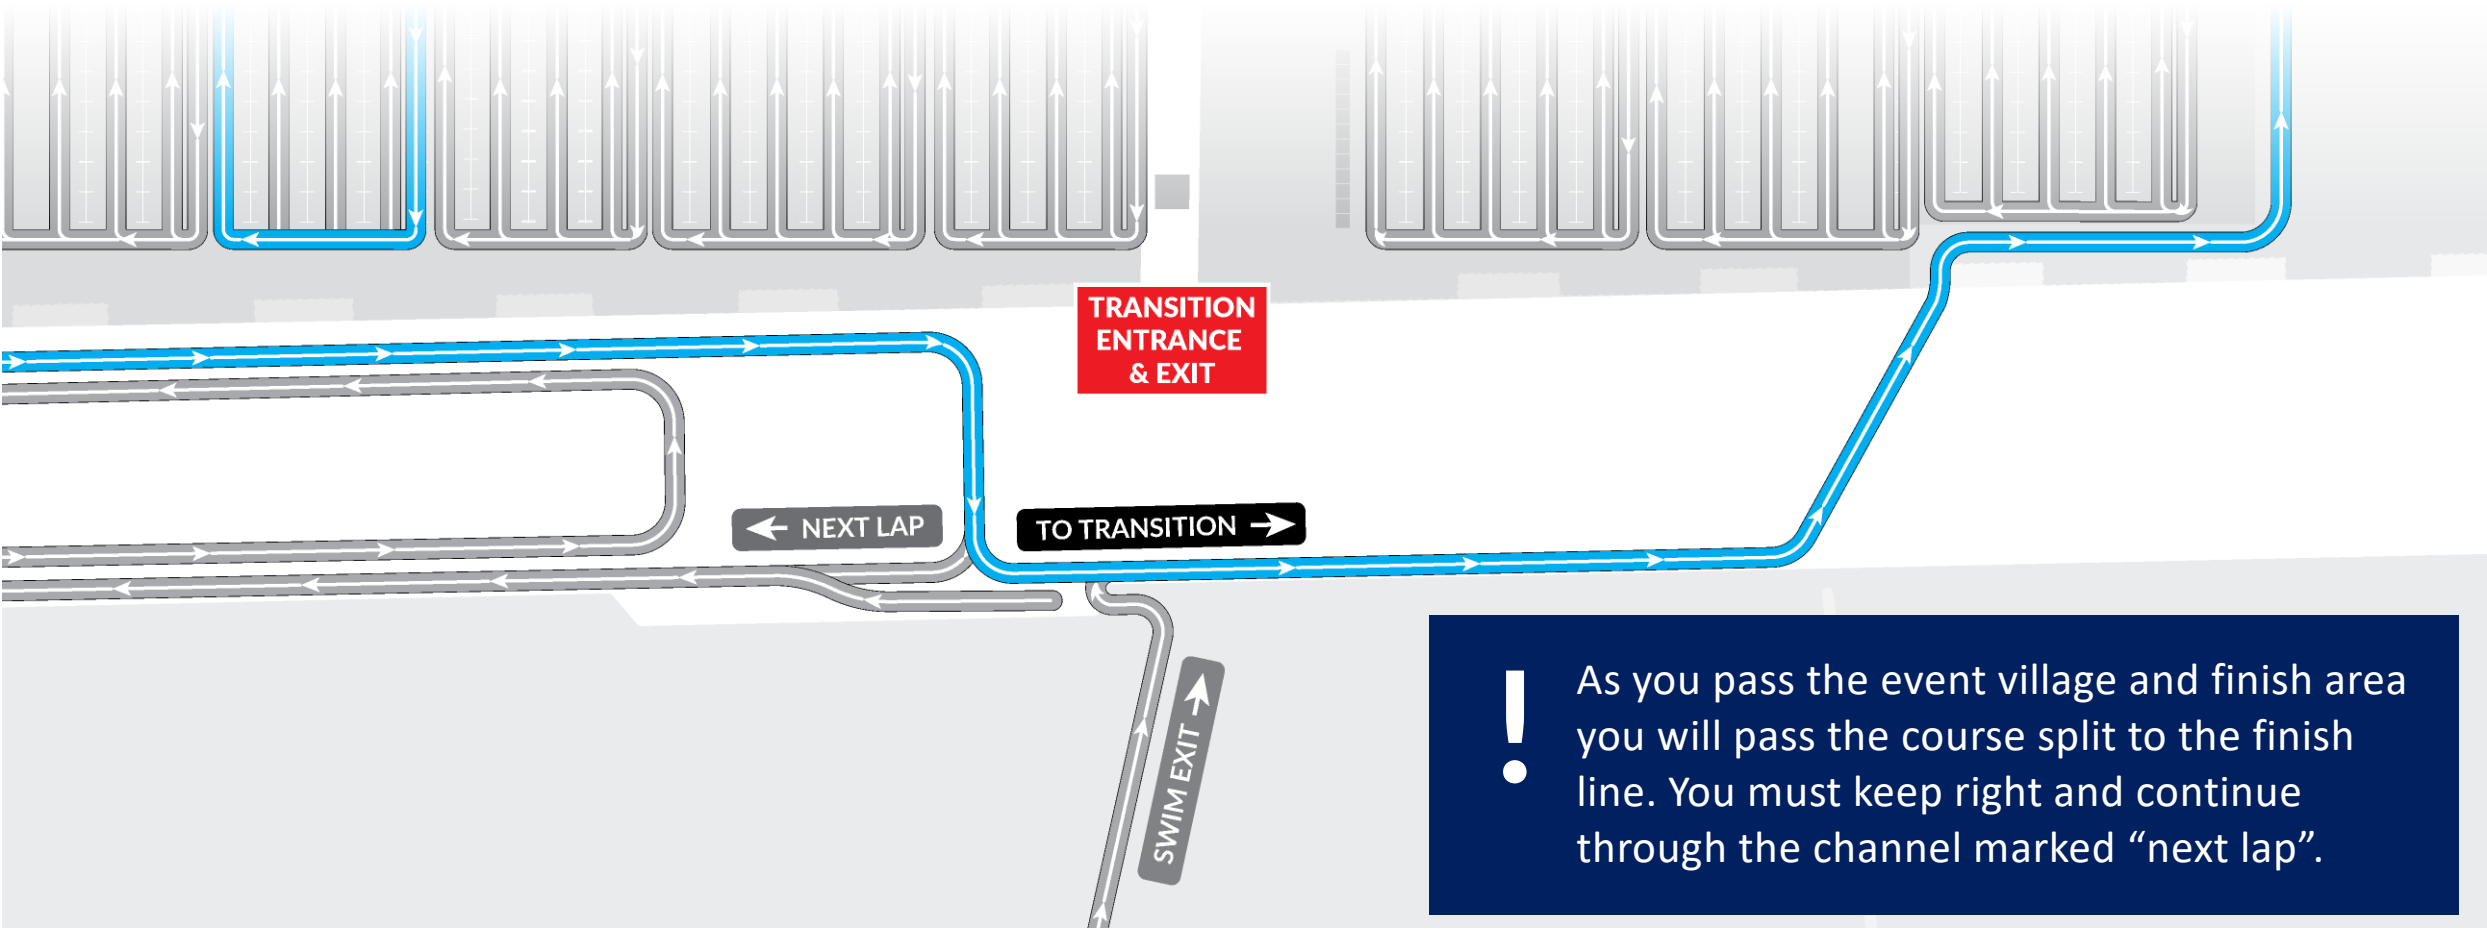 TRANSITION
ENTRANCE
& EXIT
NEXT LAP
TO TRANSITION
SWIM EXIT
! As you pass the event village and finish area
you will pass the course split to the finish
line. You must keep right and continue
through the channel marked “next lap”.